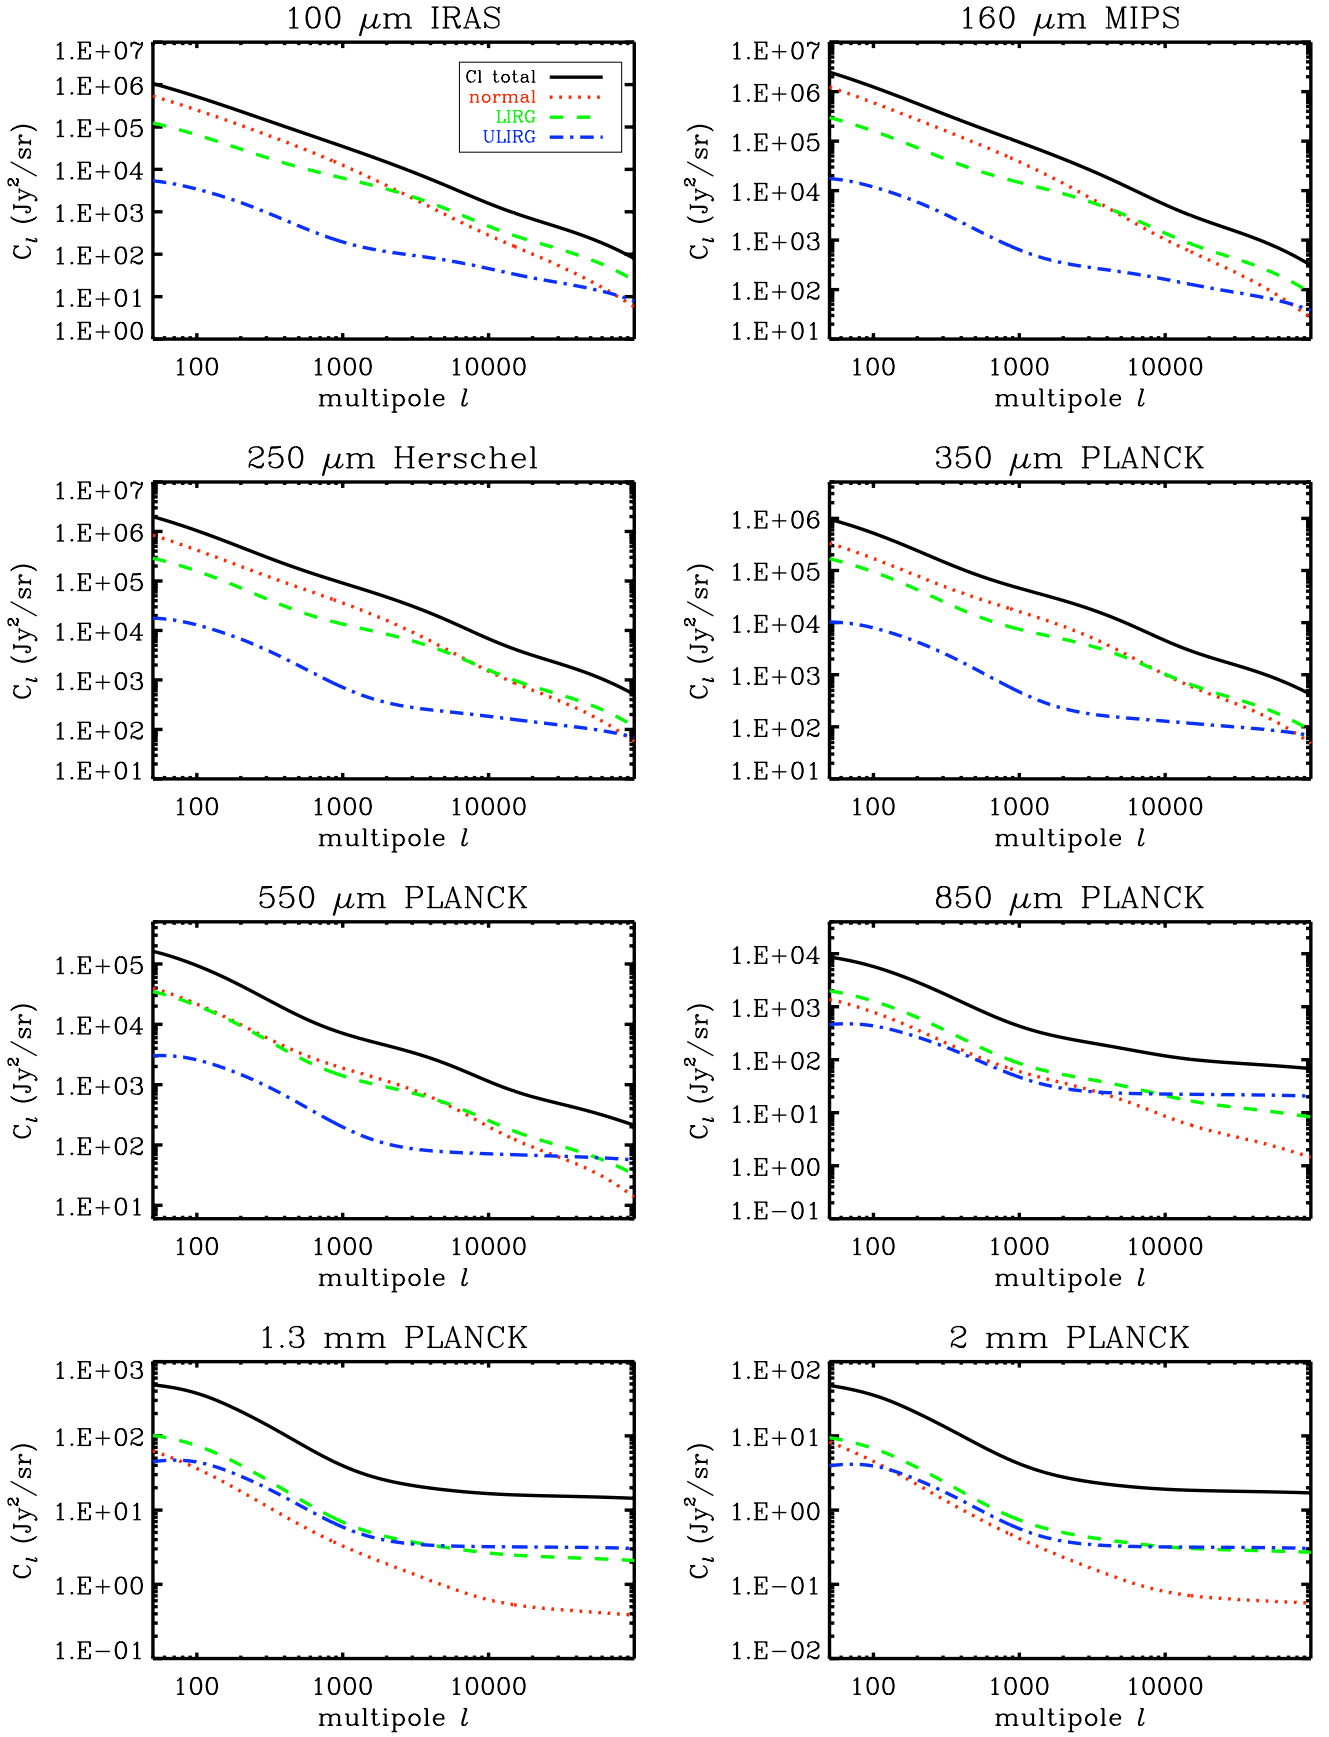 100 μm IRAS
1.E+07
1.E+06
1.E+05
1.E+04
1.E+03
1.E+02
1.E+01
1.E+00
C_l (Jy²/sr)
Cl total
normal
LIRG
ULIRG
100 1000 10000
multipole l
160 μm MIPS
1.E+07
1.E+06
1.E+05
1.E+04
1.E+03
1.E+02
1.E+01
C_l (Jy²/sr)
100 1000 10000
multipole l
250 μm Herschel
1.E+07
1.E+06
1.E+05
1.E+04
1.E+03
1.E+02
1.E+01
C_l (Jy²/sr)
100 1000 10000
multipole l
350 μm PLANCK
1.E+06
1.E+05
1.E+04
1.E+03
1.E+02
1.E+01
C_l (Jy²/sr)
100 1000 10000
multipole l
550 μm PLANCK
1.E+05
1.E+04
1.E+03
1.E+02
1.E+01
C_l (Jy²/sr)
100 1000 10000
multipole l
850 μm PLANCK
1.E+04
1.E+03
1.E+02
1.E+01
1.E+00
1.E−01
C_l (Jy²/sr)
100 1000 10000
multipole l
1.3 mm PLANCK
1.E+03
1.E+02
1.E+01
1.E+00
1.E−01
C_l (Jy²/sr)
100 1000 10000
multipole l
2 mm PLANCK
1.E+02
1.E+01
1.E+00
1.E−01
1.E−02
C_l (Jy²/sr)
100 1000 10000
multipole l